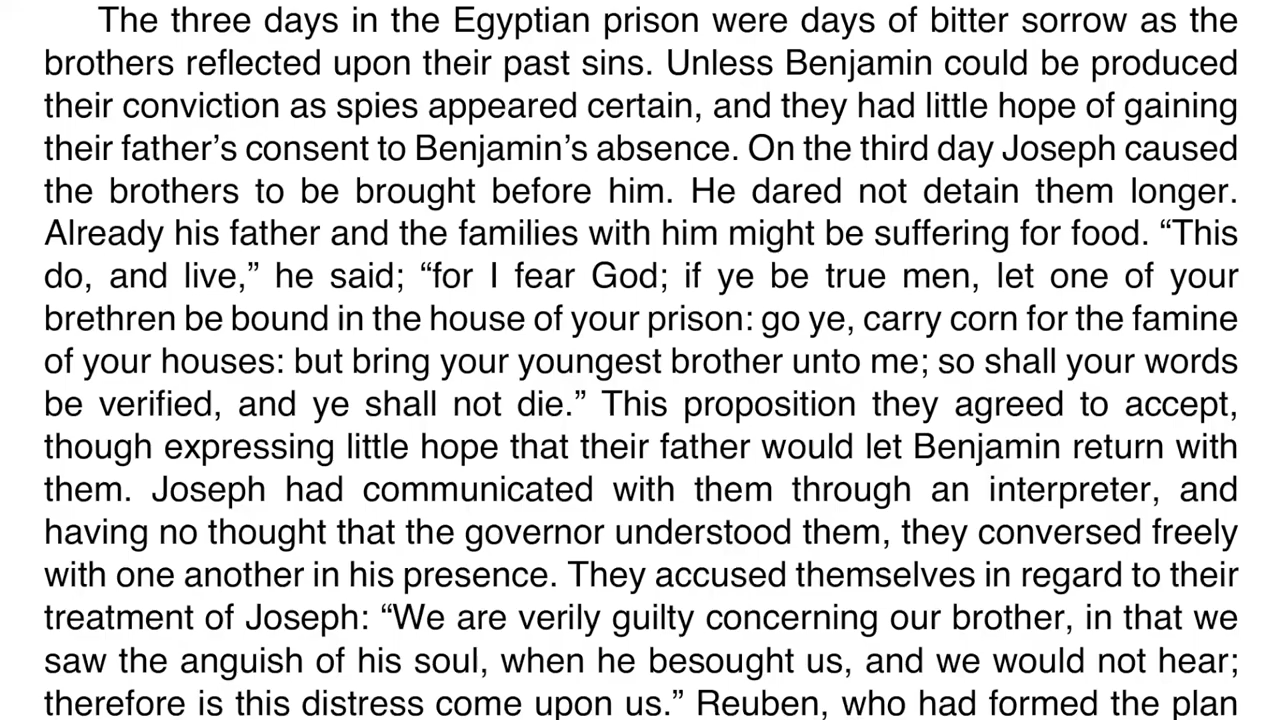 The three days in the Egyptian prison were days of bitter sorrow as the
brothers reflected upon their past sins. Unless Benjamin could be produced
their conviction as spies appeared certain, and they had little hope of gaining
their father’s consent to Benjamin’s absence. On the third day Joseph caused
the brothers to be brought before him. He dared not detain them longer.
Already his father and the families with him might be suffering for food. “This
do, and live,” he said; “for I fear God; if ye be true men, let one of your
brethren be bound in the house of your prison: go ye, carry corn for the famine
of your houses: but bring your youngest brother unto me; so shall your words
be verified, and ye shall not die.” This proposition they agreed to accept,
though expressing little hope that their father would let Benjamin return with
them. Joseph had communicated with them through an interpreter, and
having no thought that the governor understood them, they conversed freely
with one another in his presence. They accused themselves in regard to their
treatment of Joseph: “We are verily guilty concerning our brother, in that we
saw the anguish of his soul, when he besought us, and we would not hear;
therefore is this distress come upon us.” Reuben, who had formed the plan